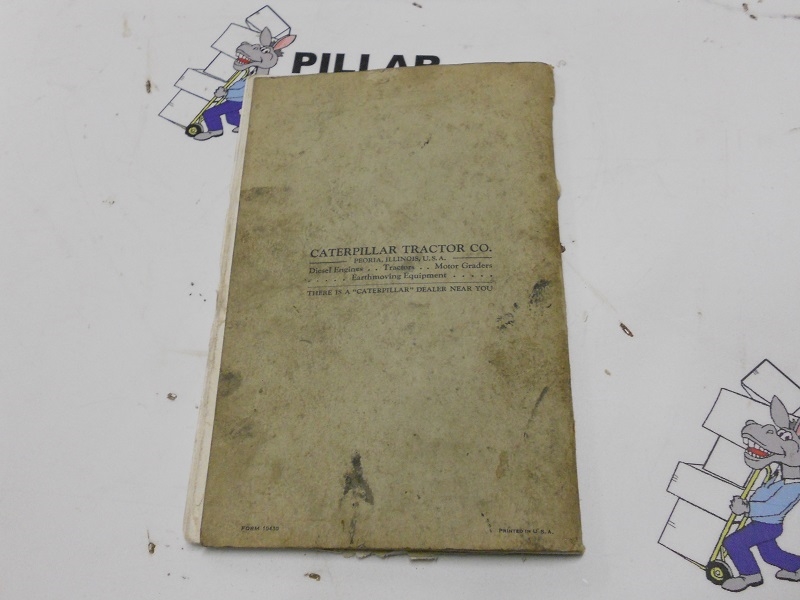 PILLAR
CATERPILLAR TRACTOR CO.
PEORIA, ILLINOIS, U.S.A.
Diesel Engines . . Tractors . . Motor Graders
. . . . . Earthmoving Equipment . . . . .
THERE IS A "CATERPILLAR" DEALER NEAR YOU
FORM
PRINTED IN U.S.A.